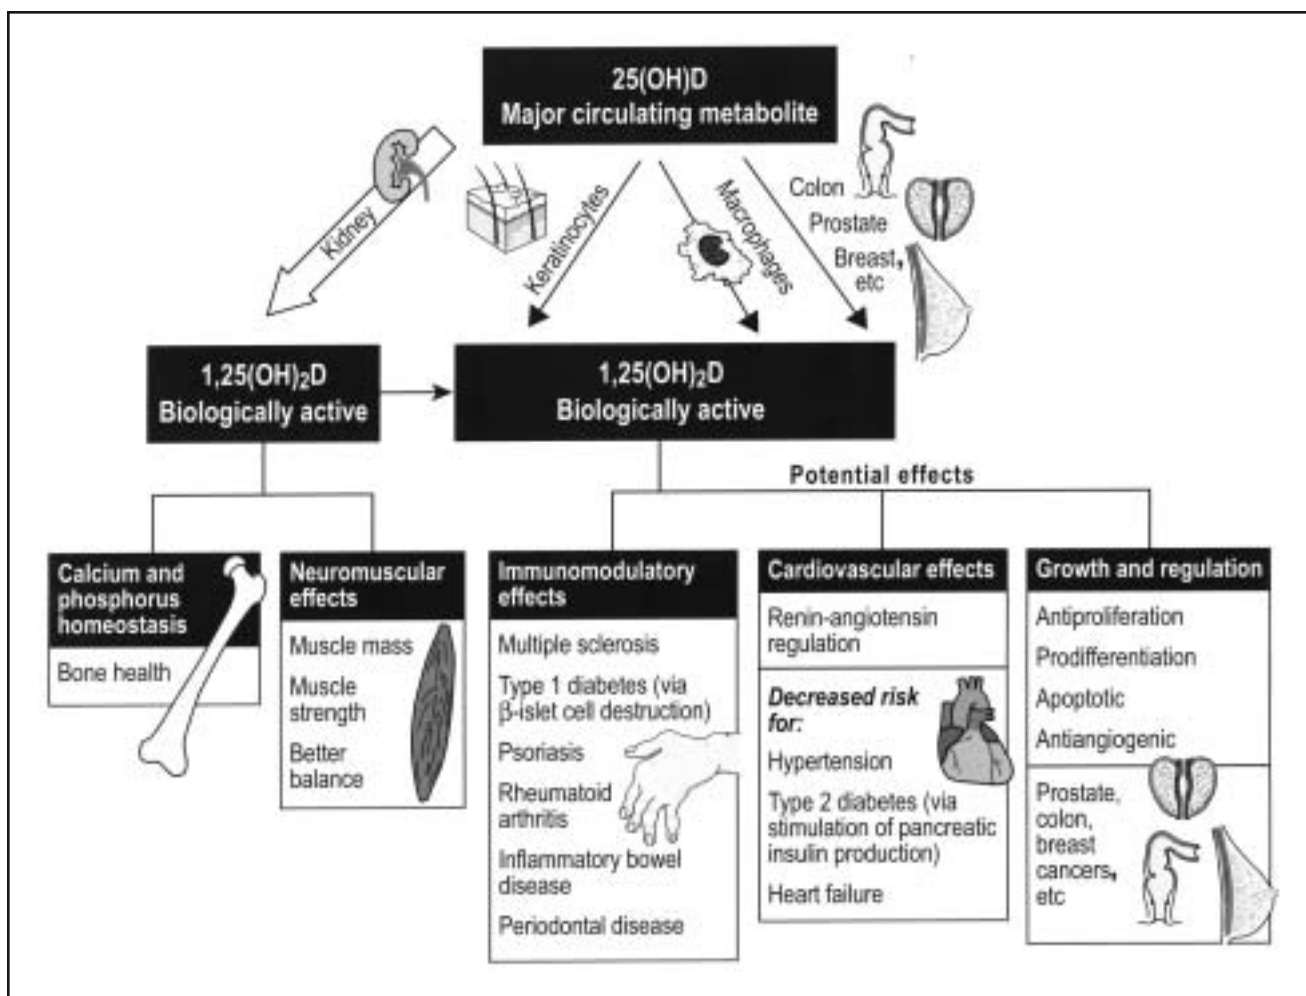 25(OH)D
Major circulating metabolite
Kidney
Keratinocytes
Macrophages
Colon
Prostate
Breast,
etc
1,25(OH)₂D
Biologically active
1,25(OH)₂D
Biologically active
Potential effects
Calcium and
phosphorus
homeostasis
Bone health
Neuromuscular
effects
Muscle mass
Muscle
strength
Better
balance
Immunomodulatory
effects
Multiple sclerosis
Type 1 diabetes (via
β-islet cell destruction)
Psoriasis
Rheumatoid
arthritis
Inflammatory bowel
disease
Periodontal disease
Cardiovascular effects
Renin-angiotensin
regulation
Decreased risk
for:
Hypertension
Type 2 diabetes (via
stimulation of pancreatic
insulin production)
Heart failure
Growth and regulation
Antiproliferation
Prodifferentiation
Apoptotic
Antiangiogenic
Prostate,
colon,
breast
cancers,
etc